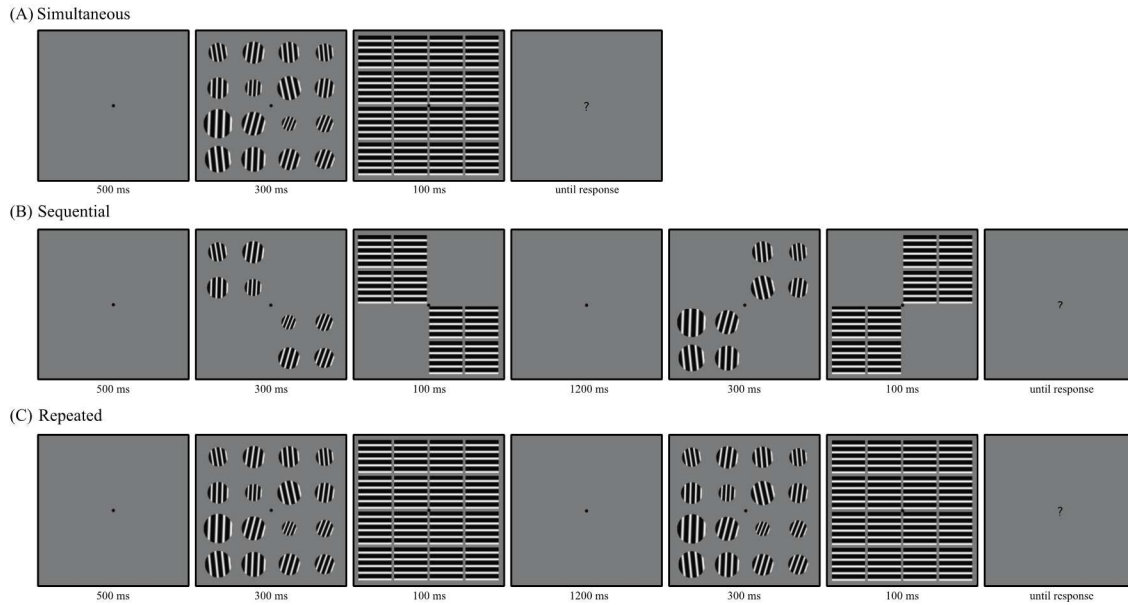 (A) Simultaneous
?
500 ms 300 ms 100 ms until response
(B) Sequential
?
500 ms 300 ms 100 ms 1200 ms 300 ms 100 ms until response
(C) Repeated
?
500 ms 300 ms 100 ms 1200 ms 300 ms 100 ms until response